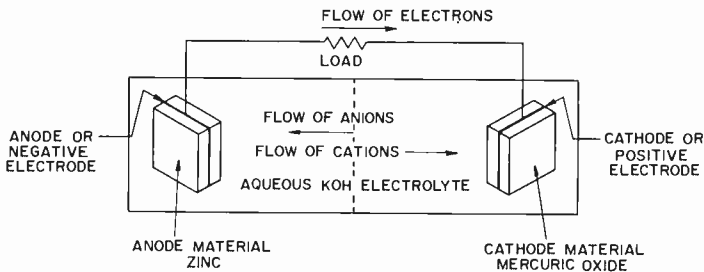 FLOW OF ELECTRONS
LOAD
FLOW OF ANIONS
FLOW OF CATIONS
AQUEOUS KOH ELECTROLYTE
ANODE OR
NEGATIVE
ELECTRODE
CATHODE OR
POSITIVE
ELECTRODE
ANODE MATERIAL
ZINC
CATHODE MATERIAL
MERCURIC OXIDE